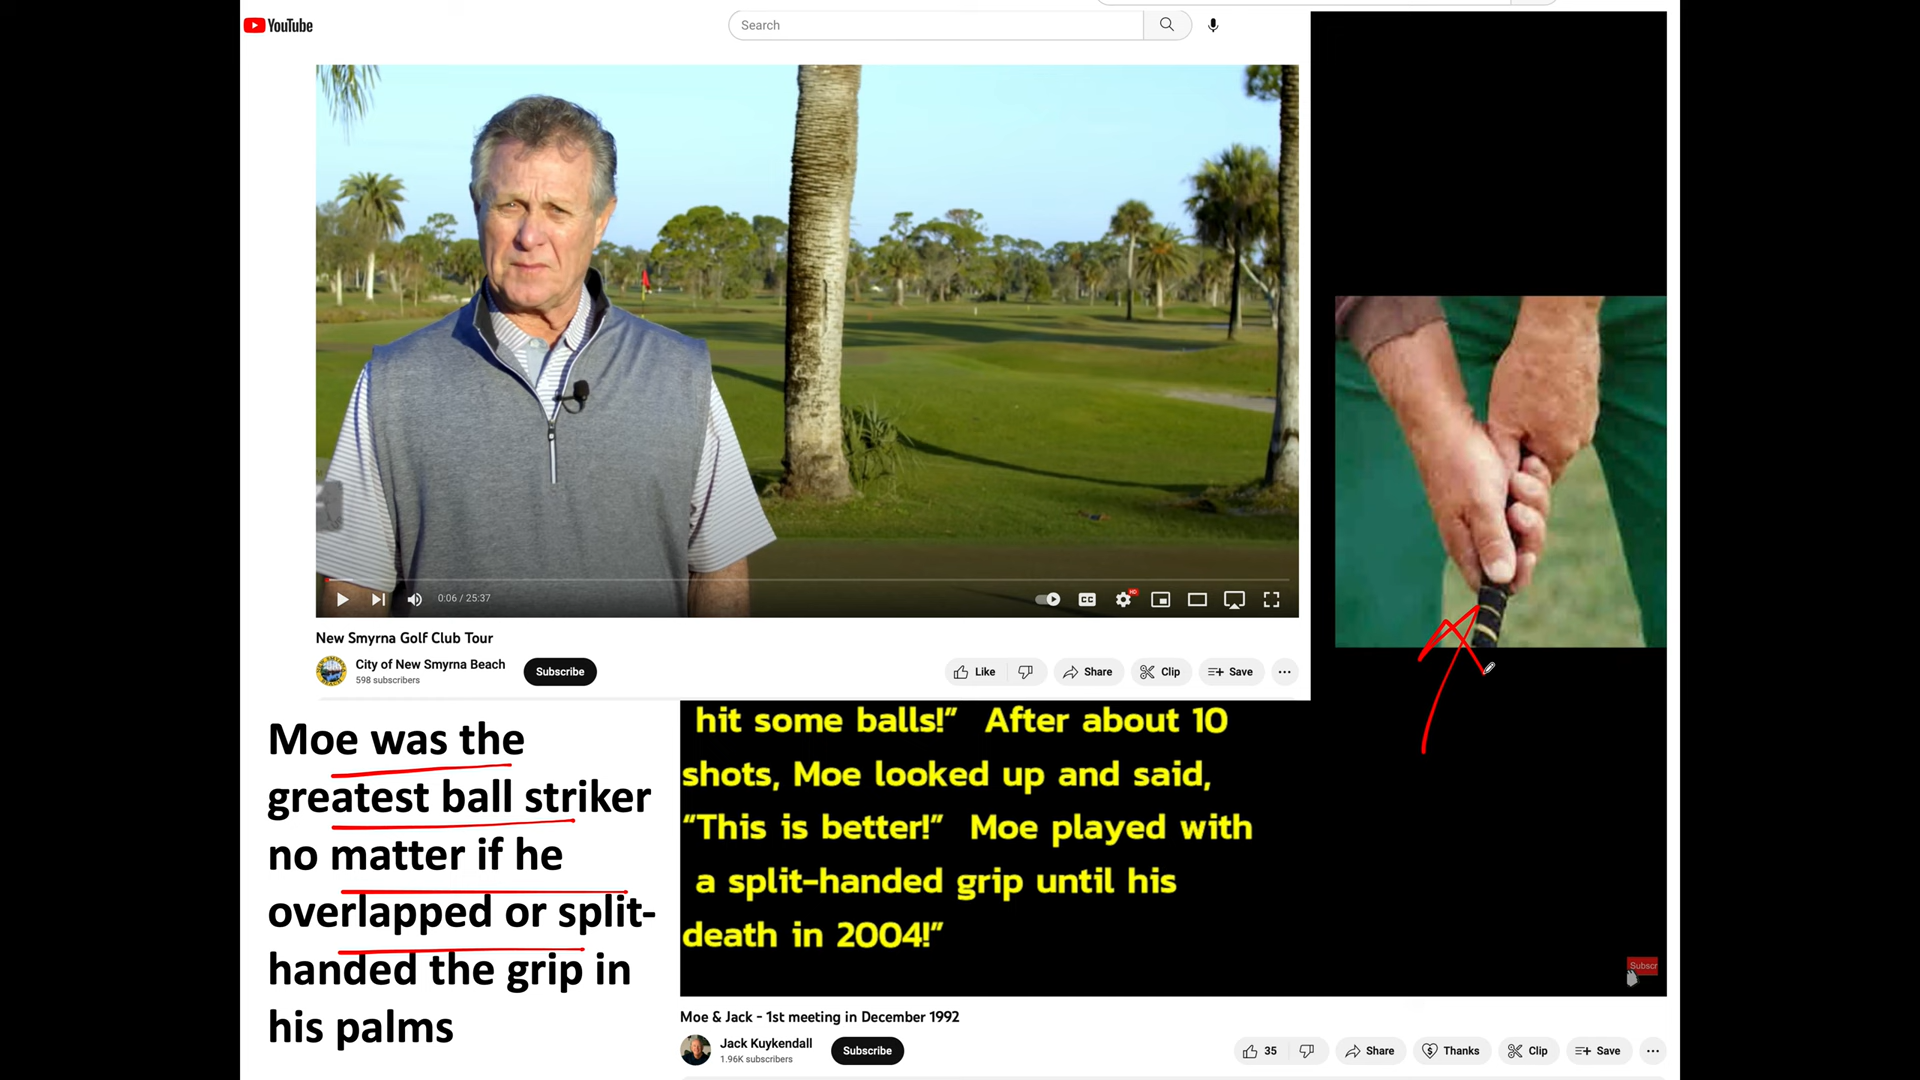 YouTube
Search
0:06 / 25:37
CC
HD
New Smyrna Golf Club Tour
City of New Smyrna Beach
598 subscribers
Subscribe
Like
Share
Clip
Save
Moe was the
greatest ball striker
no matter if he
overlapped or split-
handed the grip in
his palms
hit some balls!” After about 10
shots, Moe looked up and said,
“This is better!” Moe played with
a split-handed grip until his
death in 2004!”
Subscr
Moe & Jack - 1st meeting in December 1992
Jack Kuykendall
1.96K subscribers
Subscribe
35
Share
Thanks
Clip
Save